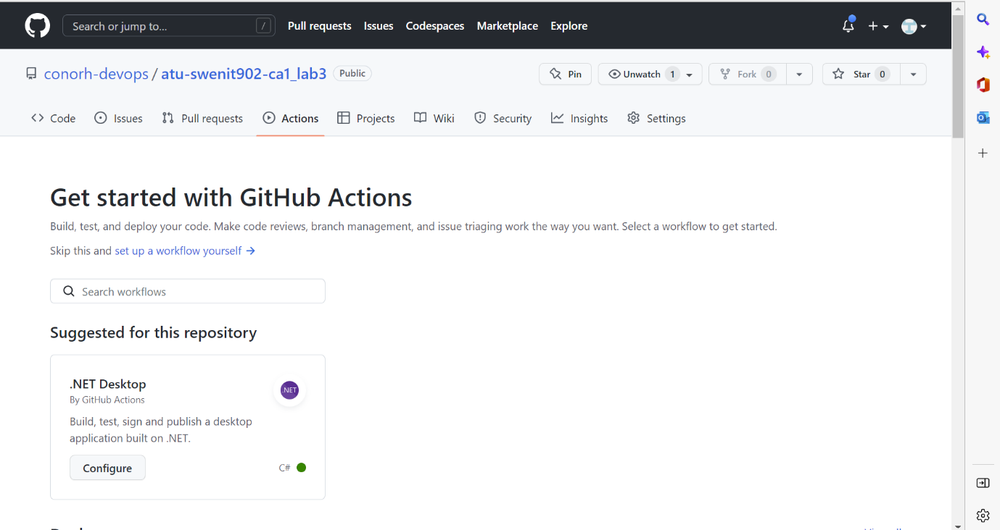 Search or jump to... / Pull requests Issues Codespaces Marketplace Explore
conorh-devops / atu-swenit902-ca1_lab3 Public Pin Unwatch 1 Fork 0 Star 0
Code Issues Pull requests Actions Projects Wiki Security Insights Settings
Get started with GitHub Actions
Build, test, and deploy your code. Make code reviews, branch management, and issue triaging work the way you want. Select a workflow to get started.
Skip this and set up a workflow yourself →
Search workflows
Suggested for this repository
.NET Desktop
.NET
By GitHub Actions
Build, test, sign and publish a desktop
application built on .NET.
Configure C#